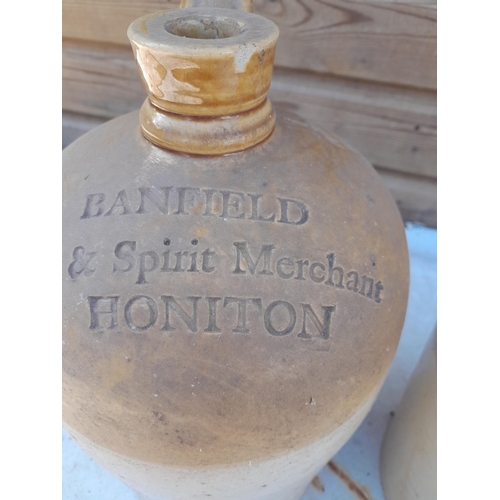 BANFIELD
& Spirit Merchant
HONITON